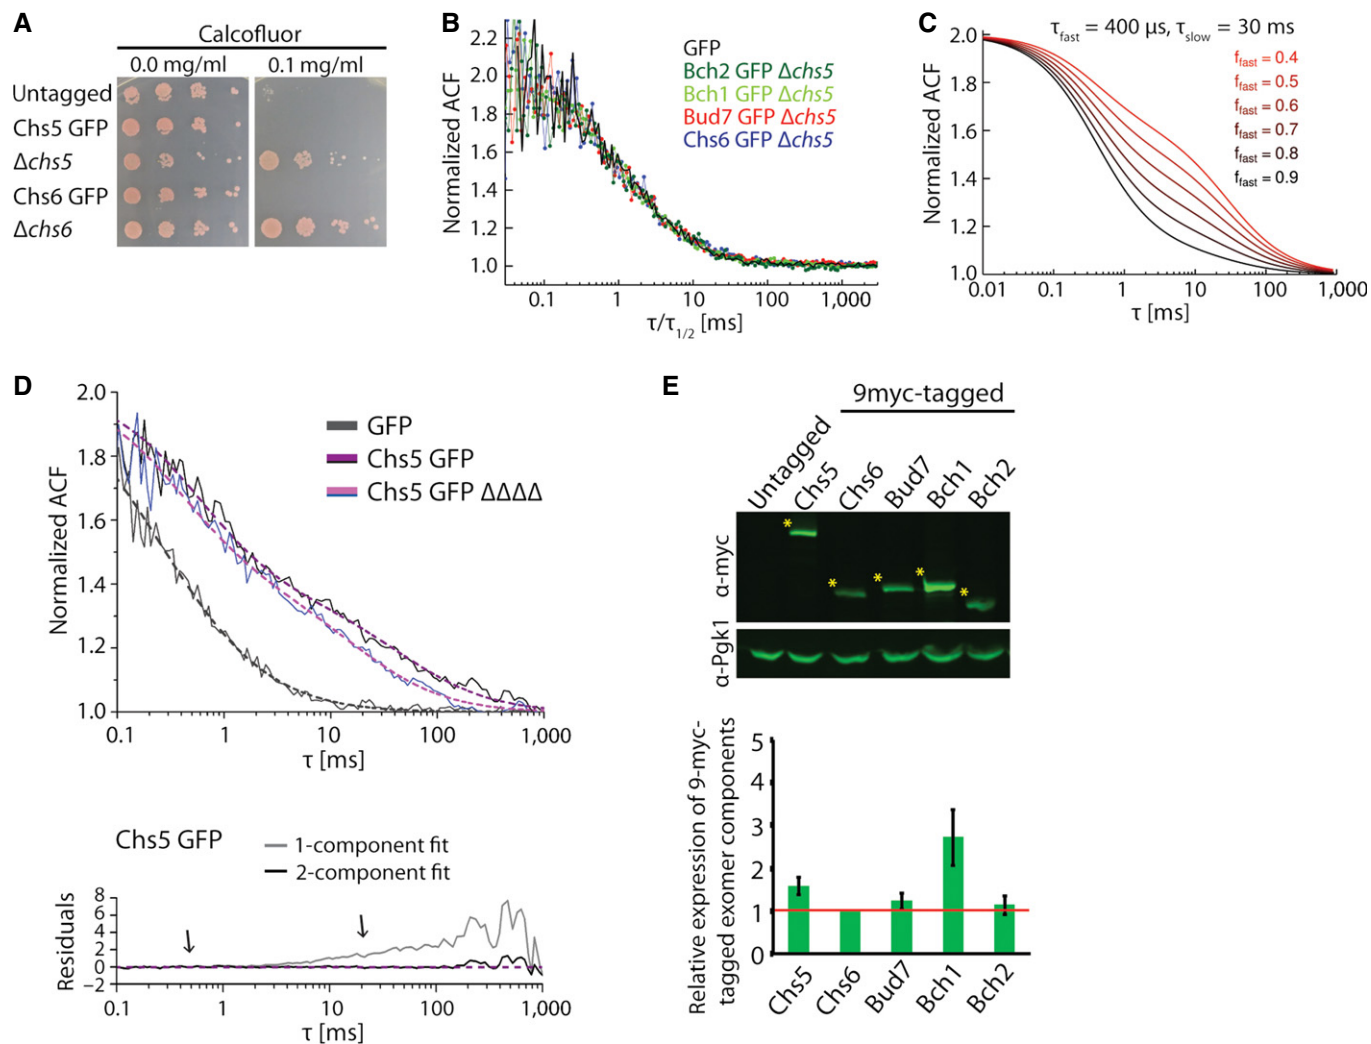 A
Calcofluor
0.0 mg/ml 0.1 mg/ml
Untagged
Chs5 GFP
Δchs5
Chs6 GFP
Δchs6
B
Normalized ACF
2.2
2.0
1.8
1.6
1.4
1.2
1.0
0.1 1 10 100 1,000
τ/τ1/2 [ms]
GFP
Bch2 GFP Δchs5
Bch1 GFP Δchs5
Bud7 GFP Δchs5
Chs6 GFP Δchs5
C
τfast = 400 µs, τslow = 30 ms
Normalized ACF
2.0
1.8
1.6
1.4
1.2
1.0
0.01 0.1 1 10 100 1,000
τ [ms]
ffast = 0.4
ffast = 0.5
ffast = 0.6
ffast = 0.7
ffast = 0.8
ffast = 0.9
D
Normalized ACF
2.0
1.8
1.6
1.4
1.2
1.0
0.1 1 10 100 1,000
τ [ms]
GFP
Chs5 GFP
Chs5 GFP ΔΔΔΔ
Chs5 GFP
1-component fit
2-component fit
Residuals
8
6
4
2
0
−2
0.1 1 10 100 1,000
τ [ms]
E
9myc-tagged
Untagged Chs5 Chs6 Bud7 Bch1 Bch2
α-myc
* * * * *
α-Pgk1
Relative expression of 9-myc-
tagged exomer components
5
4
3
2
1
0
Chs5 Chs6 Bud7 Bch1 Bch2